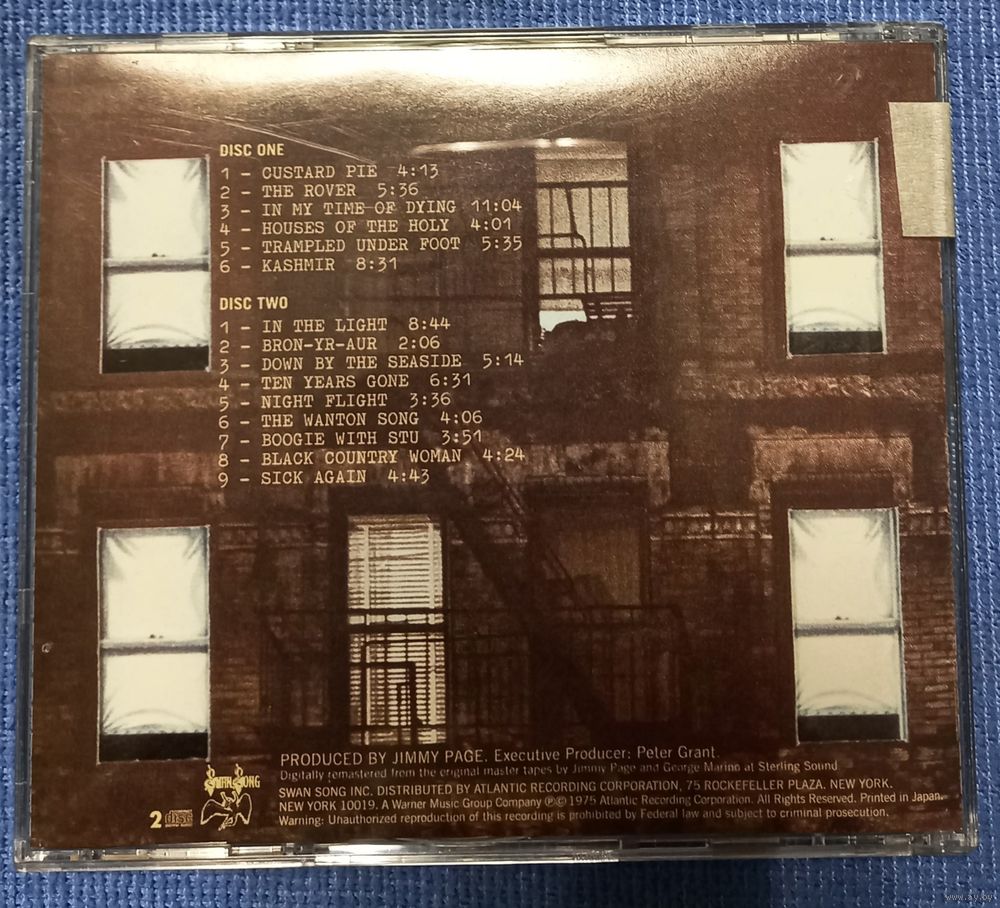 DISC ONE
1 – CUSTARD PIE 4:13
2 – THE ROVER 5:36
3 – IN MY TIME OF DYING 11:04
4 – HOUSES OF THE HOLY 4:01
5 – TRAMPLED UNDER FOOT 5:35
6 – KASHMIR 8:31
DISC TWO
1 – IN THE LIGHT 8:44
2 – BRON-YR-AUR 2:06
3 – DOWN BY THE SEASIDE 5:14
4 – TEN YEARS GONE 6:31
5 – NIGHT FLIGHT 3:36
6 – THE WANTON SONG 4:06
7 – BOOGIE WITH STU 3:51
8 – BLACK COUNTRY WOMAN 4:24
9 – SICK AGAIN 4:43
PRODUCED BY JIMMY PAGE. Executive Producer: Peter Grant.
Digitally remastered from the original master tapes by Jimmy Page and George Marino at Sterling Sound
SWAN SONG INC. DISTRIBUTED BY ATLANTIC RECORDING CORPORATION, 75 ROCKEFELLER PLAZA. NEW YORK.
NEW YORK 10019. A Warner Music Group Company ℗© 1975 Atlantic Recording Corporation. All Rights Reserved. Printed in Japan.
Warning: Unauthorized reproduction of this recording is prohibited by Federal law and subject to criminal prosecution.
SWAN SONG
2 disc
www.ay.by